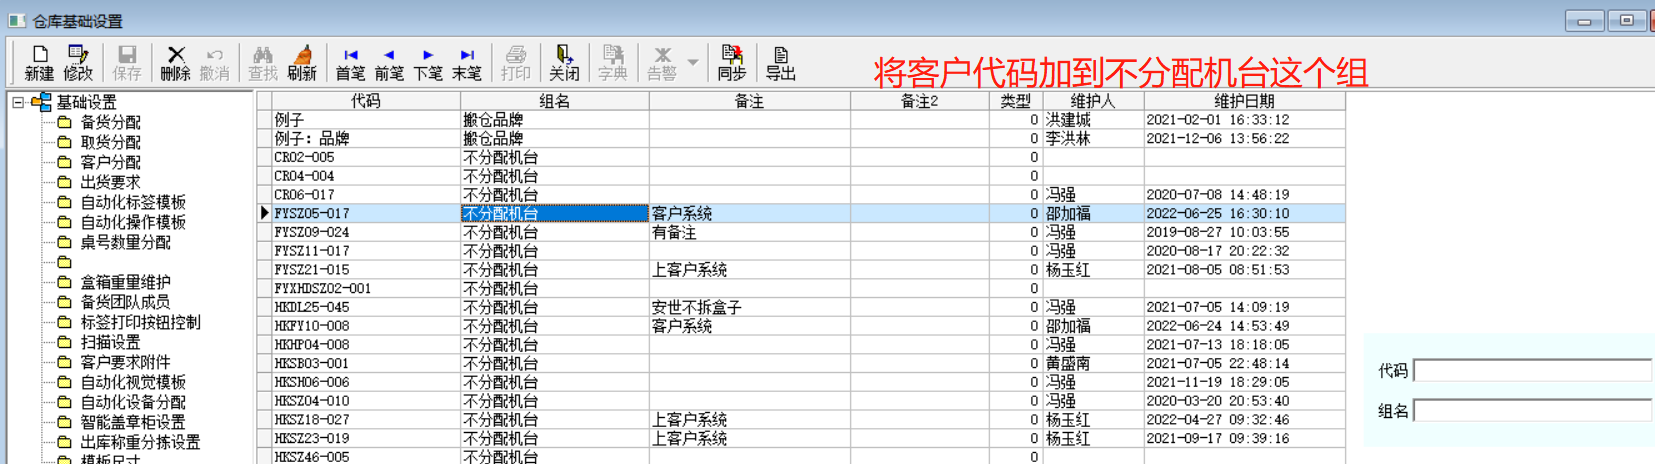 仓库基础设置
新建 修改 保存 删除 撤消 查找 刷新 首笔 前笔 下笔 末笔 打印 关闭 字典 告警 同步 导出
将客户代码加到不分配机台这个组
基础设置
备货分配
取货分配
客户分配
出货要求
自动化标签模板
自动化操作模板
桌号数量分配
盒箱重量维护
备货团队成员
标签打印按钮控制
扫描设置
客户要求附件
自动化视觉模板
自动化设备分配
智能盖章柜设置
出库称重分拣设置
模板尺寸
代码 组名 备注 备注2 类型 维护人 维护日期
例子 搬仓品牌 0 洪建城 2021-02-01 16:33:12
例子：品牌 搬仓品牌 0 李洪林 2021-12-06 13:56:22
CR02-005 不分配机台 0
CR04-004 不分配机台 0
CR06-017 不分配机台 0 冯强 2020-07-08 14:48:19
FYSZ05-017 不分配机台 客户系统 0 邵加福 2022-06-25 16:30:10
FYSZ09-024 不分配机台 有备注 0 冯强 2019-08-27 10:03:55
FYSZ11-017 不分配机台 0 冯强 2020-08-17 20:22:32
FYSZ21-015 不分配机台 上客户系统 0 杨玉红 2021-08-05 08:51:53
FYXHDSZ02-001 不分配机台 0
HKDL25-045 不分配机台 安世不拆盒子 0 冯强 2021-07-05 14:09:19
HKFY10-008 不分配机台 客户系统 0 邵加福 2022-06-24 14:53:49
HKHP04-008 不分配机台 0 冯强 2021-07-13 18:18:05
HKSB03-001 不分配机台 0 黄盛南 2021-07-05 22:48:14
HKSH06-006 不分配机台 0 冯强 2021-11-19 18:29:05
HKSZ04-010 不分配机台 0 冯强 2020-03-20 20:53:40
HKSZ18-027 不分配机台 上客户系统 0 杨玉红 2022-04-27 09:32:46
HKSZ23-019 不分配机台 上客户系统 0 杨玉红 2021-09-17 09:39:16
HKSZ46-005 不分配机台 0
代码
组名